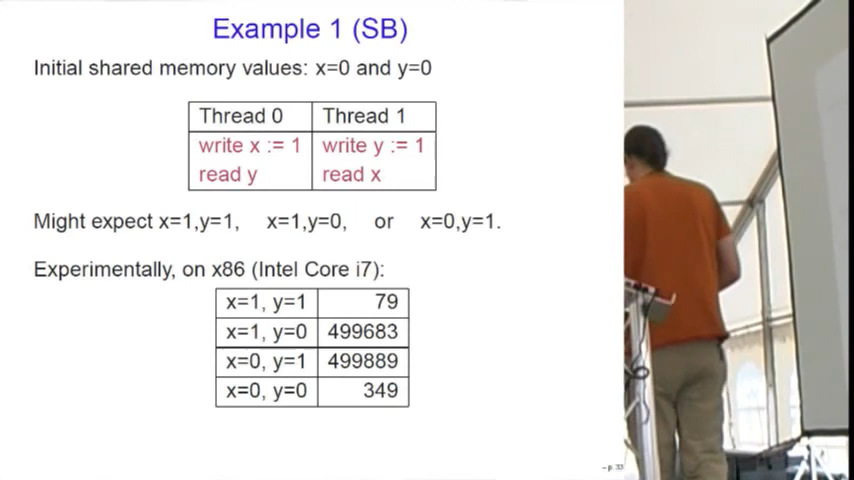 Example 1 (SB)
Initial shared memory values: x=0 and y=0
Thread 0 Thread 1
write x := 1 write y := 1
read y read x
Might expect x=1,y=1, x=1,y=0, or x=0,y=1.
Experimentally, on x86 (Intel Core i7):
x=1, y=1 79
x=1, y=0 499683
x=0, y=1 499889
x=0, y=0 349
– p. 33